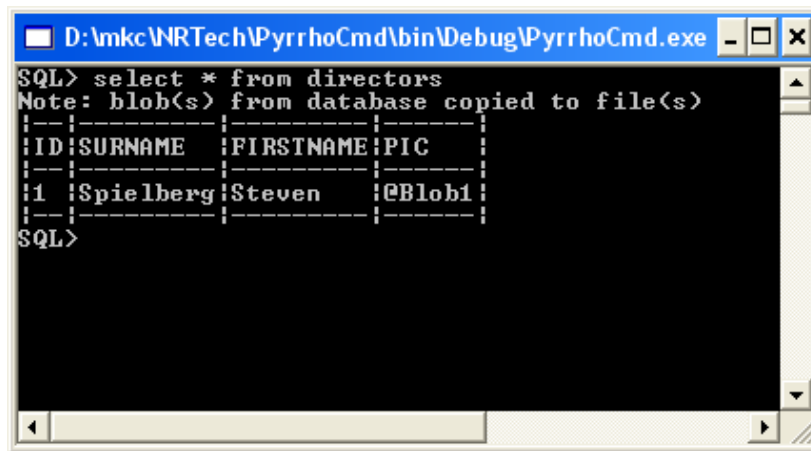 D:\mkc\NRTech\PyrrhoCmd\bin\Debug\PyrrhoCmd.exe
SQL> select * from directors
Note: blob(s) from database copied to file(s)
|--|---------|---------|------|
|ID|SURNAME  |FIRSTNAME|PIC   |
|--|---------|---------|------|
|1 |Spielberg|Steven   |@Blob1|
|--|---------|---------|------|
SQL>